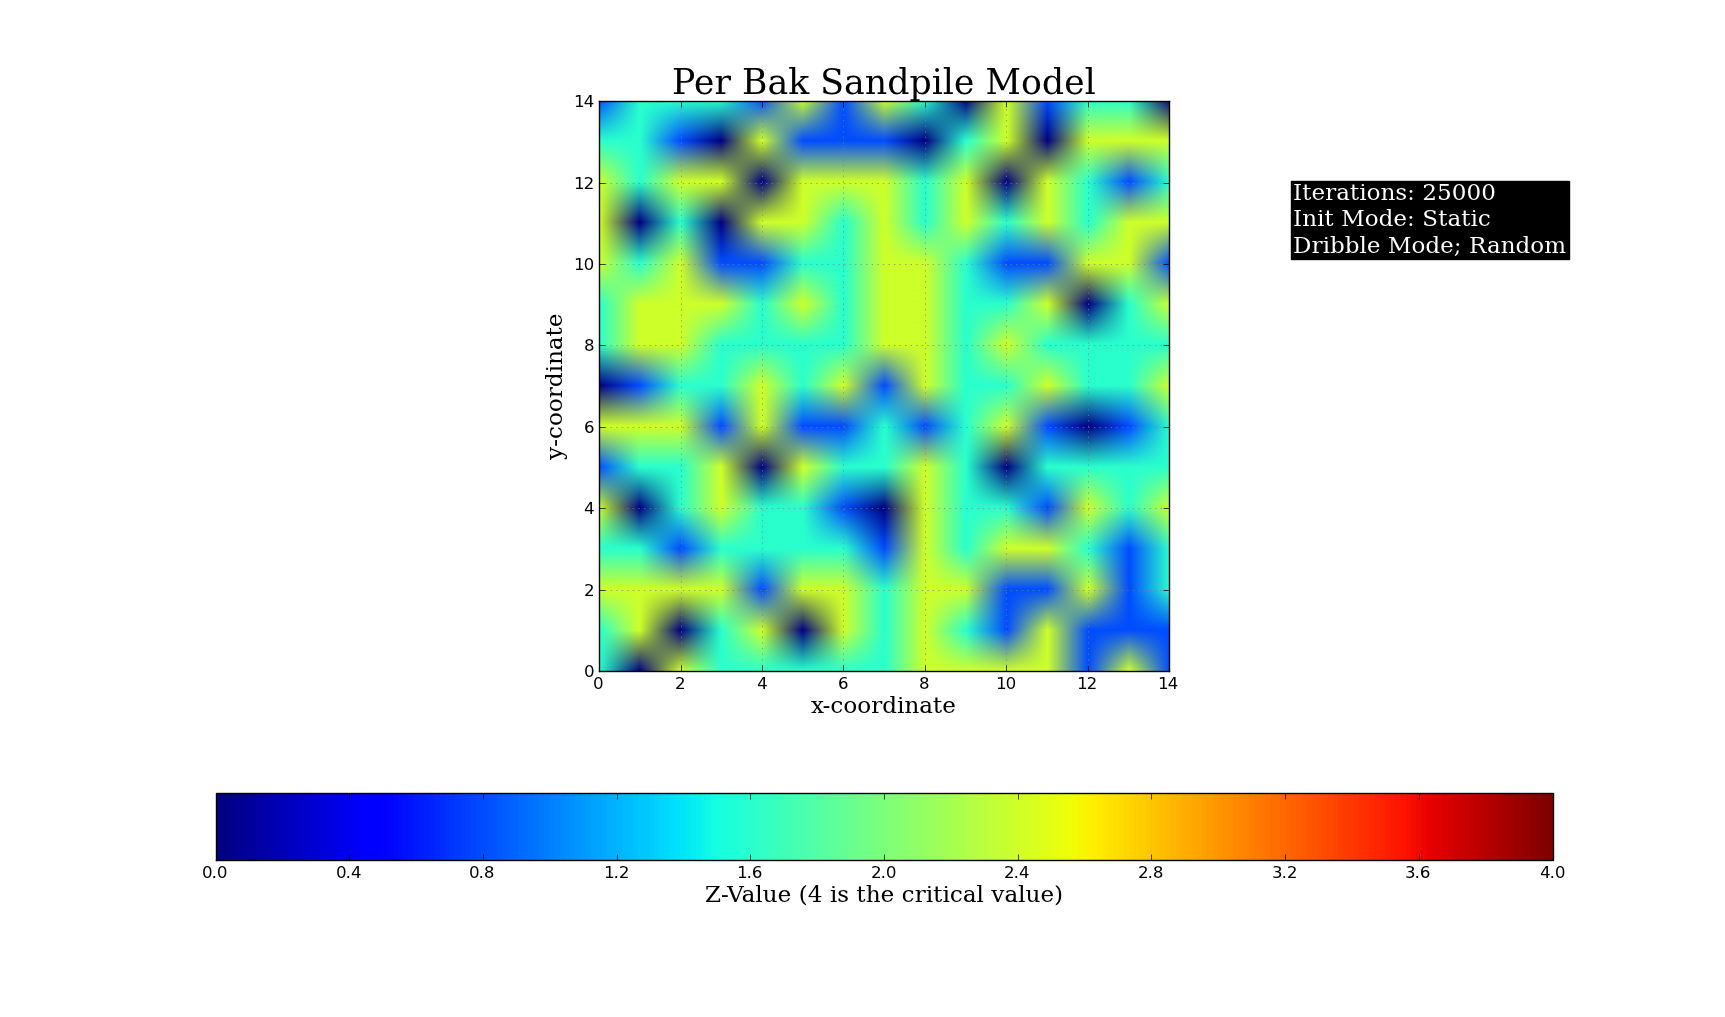 Per Bak Sandpile Model
14
12
10
8
6
4
2
0
y-coordinate
0 2 4 6 8 10 12 14
x-coordinate
Iterations: 25000
Init Mode: Static
Dribble Mode; Random
0.0 0.4 0.8 1.2 1.6 2.0 2.4 2.8 3.2 3.6 4.0
Z-Value (4 is the critical value)